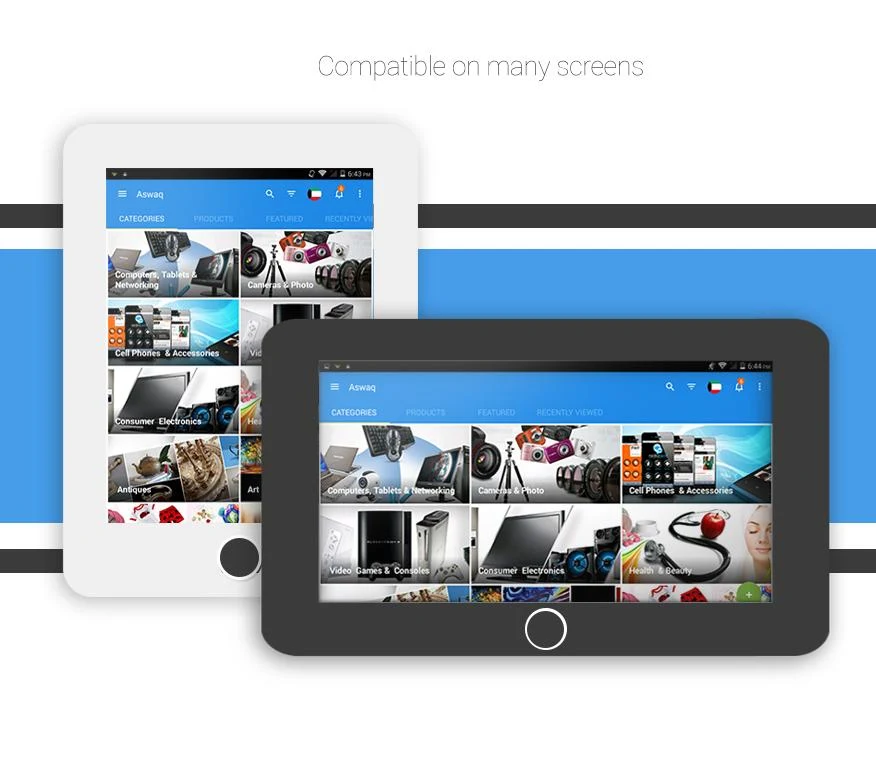 Compatible on many screens
6:43 PM
Aswaq
CATEGORIES PRODUCTS FEATURED RECENTLY VIE
Computers, Tablets &
Networking
Cameras & Photo
Cell Phones & Accessories
Vid
Consumer Electronics
Hea
Antiques
Art
6:44 PM
Aswaq
CATEGORIES PRODUCTS FEATURED RECENTLY VIEWED
Computers, Tablets & Networking
Cameras & Photo
Cell Phones & Accessories
Video Games & Consoles
Consumer Electronics
Health & Beauty
+